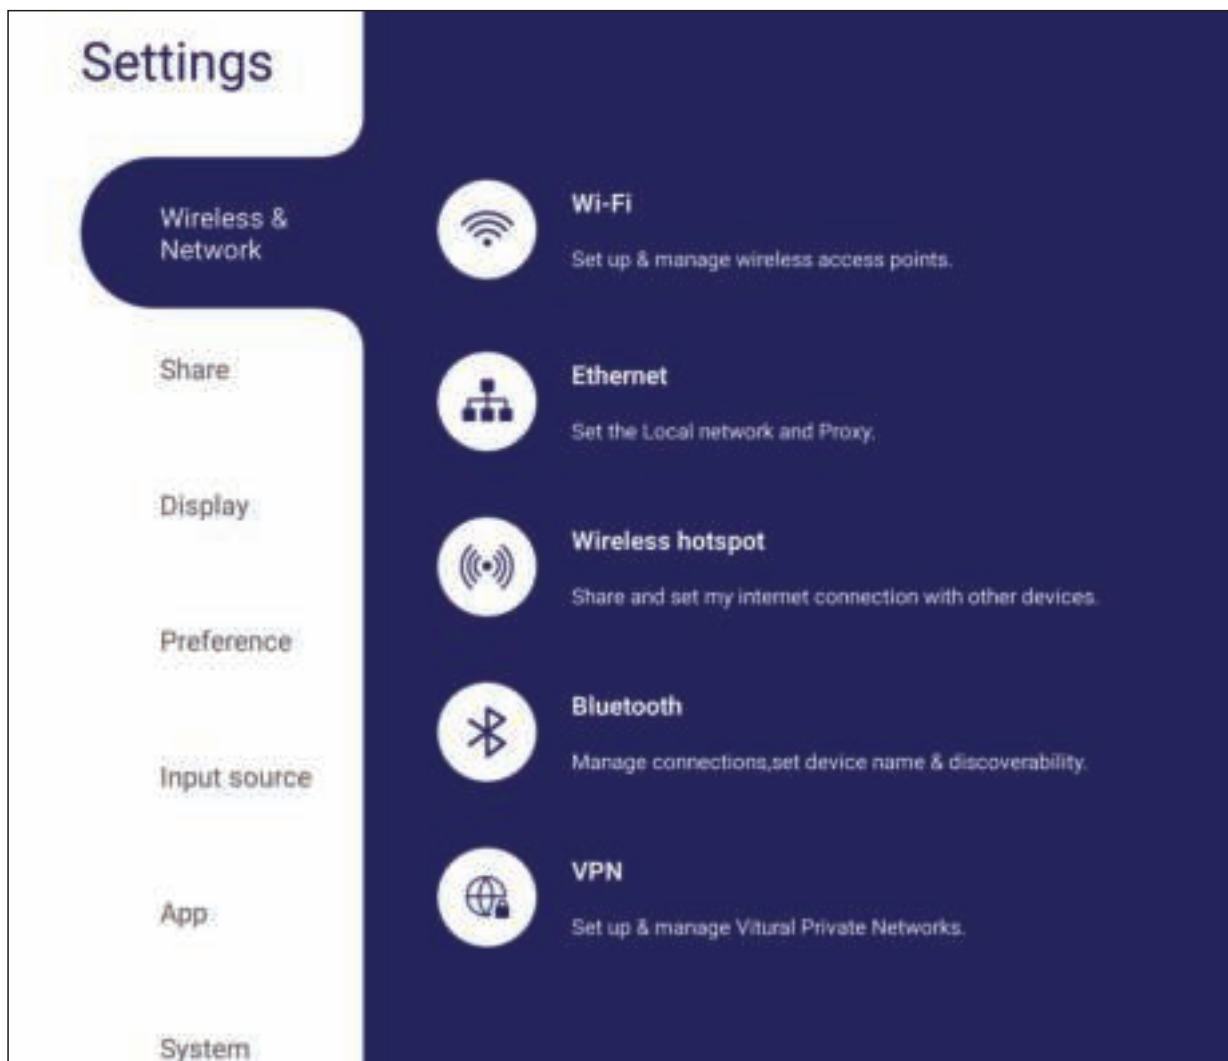 Settings
Wireless &
Network
Share
Display
Preference
Input source
App
System
Wi-Fi
Set up & manage wireless access points.
Ethernet
Set the Local network and Proxy.
Wireless hotspot
Share and set my internet connection with other devices.
Bluetooth
Manage connections,set device name & discoverability.
VPN
Set up & manage Vitural Private Networks.